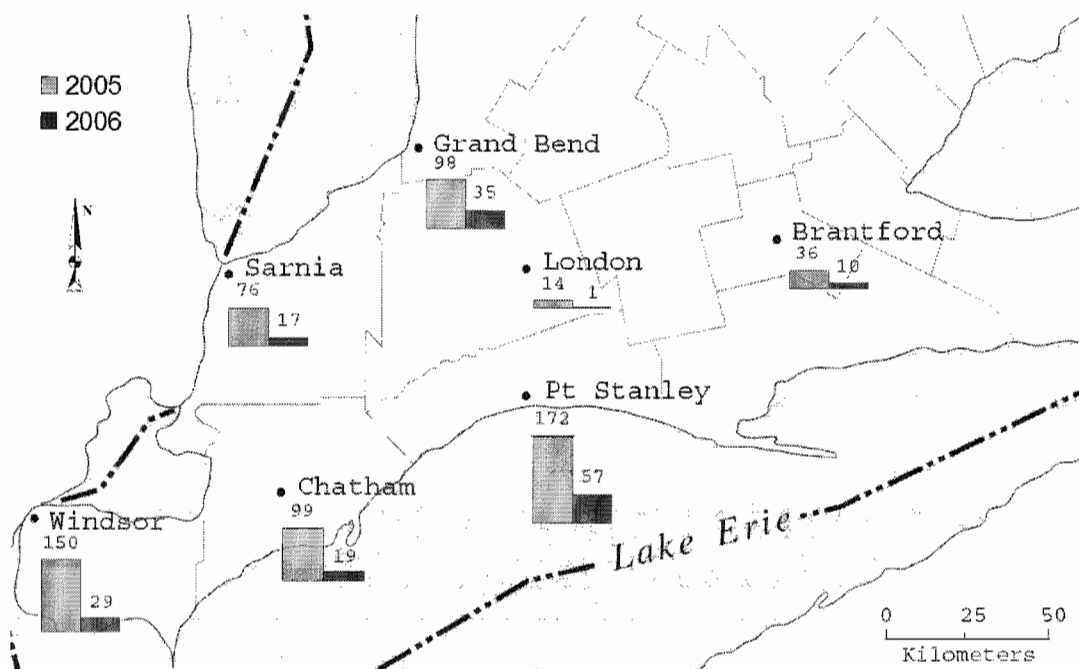 2005
2006
N
Grand Bend
98
35
Brantford
36
10
London
14
1
Sarnia
76
17
Pt Stanley
172
57
Chatham
99
19
Windsor
150
29
Lake Erie
0 25 50
Kilometers